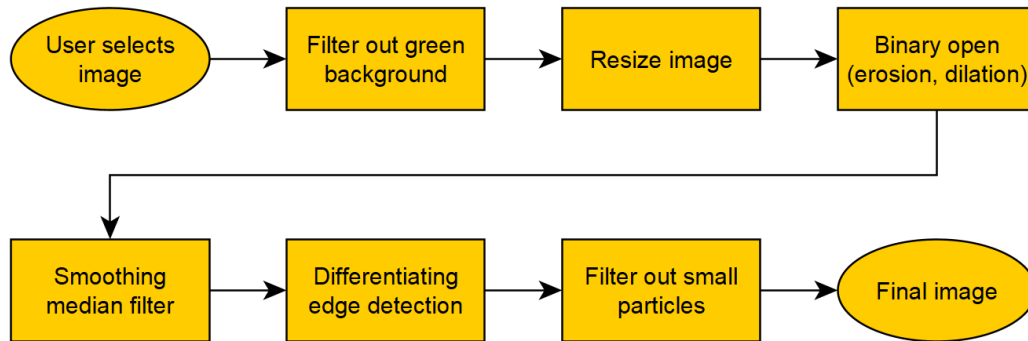 User selects
image
Filter out green
background
Resize image
Binary open
(erosion, dilation)
Smoothing
median filter
Differentiating
edge detection
Filter out small
particles
Final image